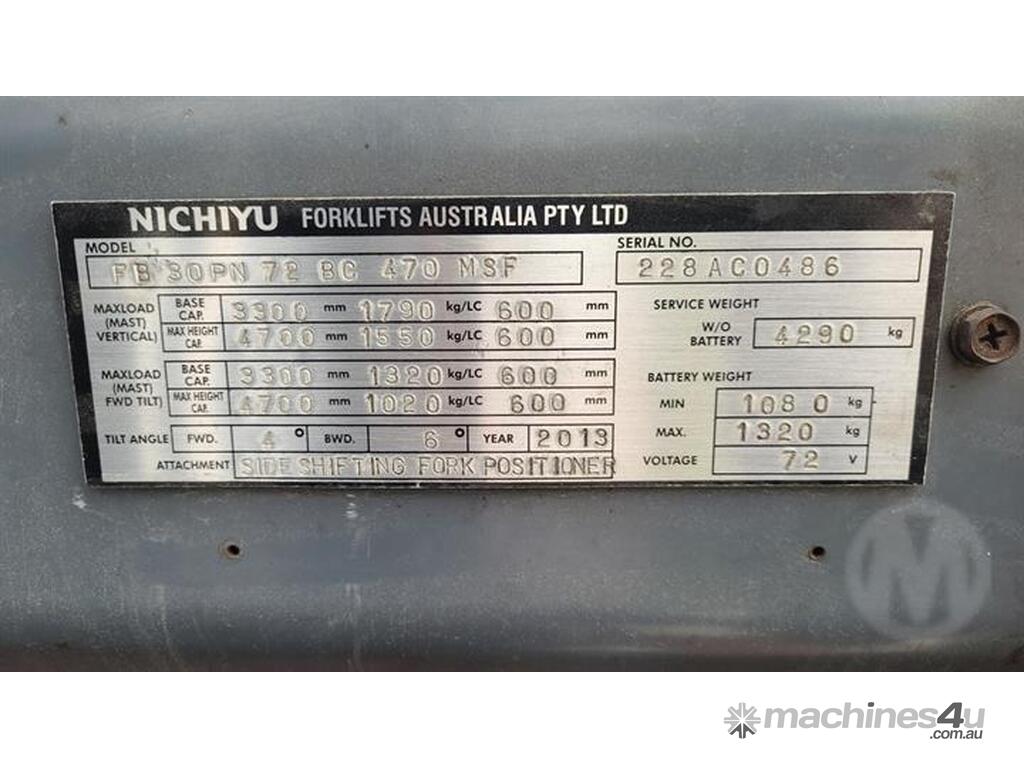 NICHIYU FORKLIFTS AUSTRALIA PTY LTD
MODEL SERIAL NO.
FB 30PN 72 BC 470 MSF 228AC0486
MAXLOAD (MAST) VERTICAL)
BASE CAP. 3300 mm 1790 kg/LC 600 mm
MAX HEIGHT CAP. 4700 mm 1550 kg/LC 600 mm
MAXLOAD (MAST) FWD TILT)
BASE CAP. 3300 mm 1320 kg/LC 600 mm
MAX HEIGHT CAP. 4700 mm 1020 kg/LC 600 mm
TILT ANGLE FWD. 4° BWD. 6° YEAR 2013
ATTACHMENT SIDE SHIFTING FORK POSITIONER
SERVICE WEIGHT
W/O BATTERY 4290 kg
BATTERY WEIGHT
MIN 1080 kg
MAX. 1320 kg
VOLTAGE 72 V
M
machines4u
.com.au